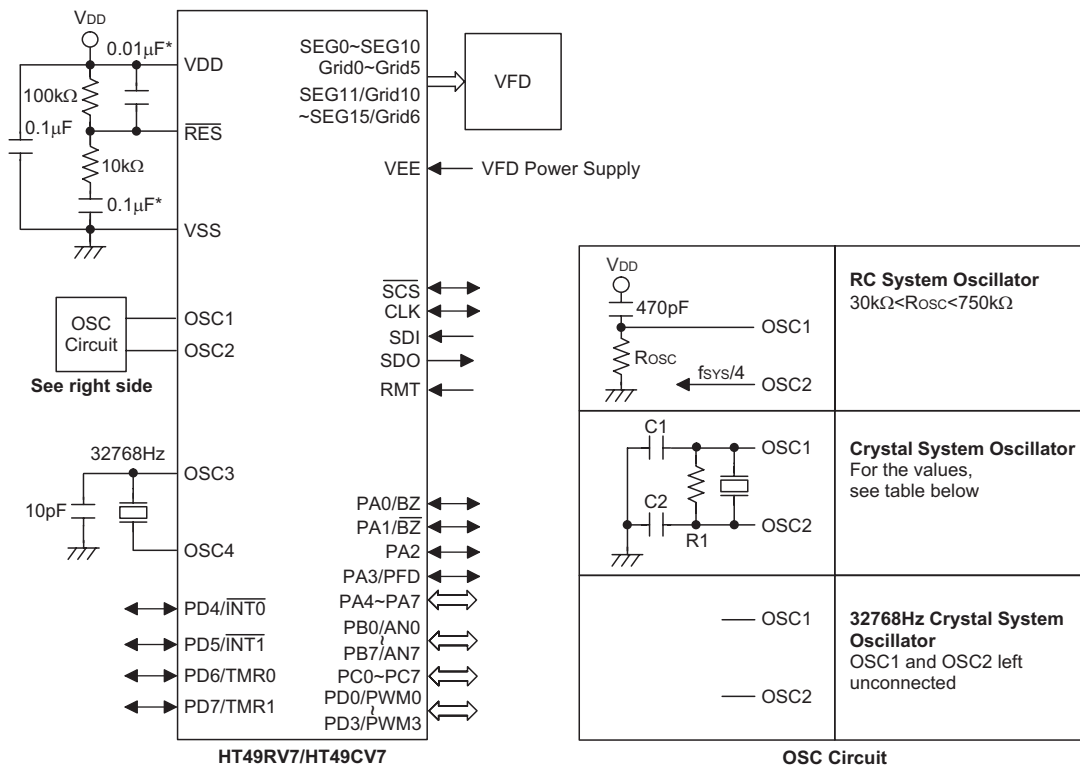 VDD
0.01μF*
VDD
100kΩ
RES
0.1μF
10kΩ
0.1μF*
VSS
OSC
Circuit
See right side
OSC1
OSC2
32768Hz
OSC3
10pF
OSC4
PD4/INT0
PD5/INT1
PD6/TMR0
PD7/TMR1
SEG0~SEG10
Grid0~Grid5
SEG11/Grid10
~SEG15/Grid6
VFD
VEE
VFD Power Supply
SCS
CLK
SDI
SDO
RMT
PA0/BZ
PA1/BZ
PA2
PA3/PFD
PA4~PA7
PB0/AN0
~
PB7/AN7
PC0~PC7
PD0/PWM0
~
PD3/PWM3
HT49RV7/HT49CV7
VDD
470pF
OSC1
ROSC
fSYS/4
OSC2
RC System Oscillator
30kΩ<ROSC<750kΩ
C1
OSC1
C2
R1
OSC2
Crystal System Oscillator
For the values,
see table below
OSC1
OSC2
32768Hz Crystal System
Oscillator
OSC1 and OSC2 left
unconnected
OSC Circuit